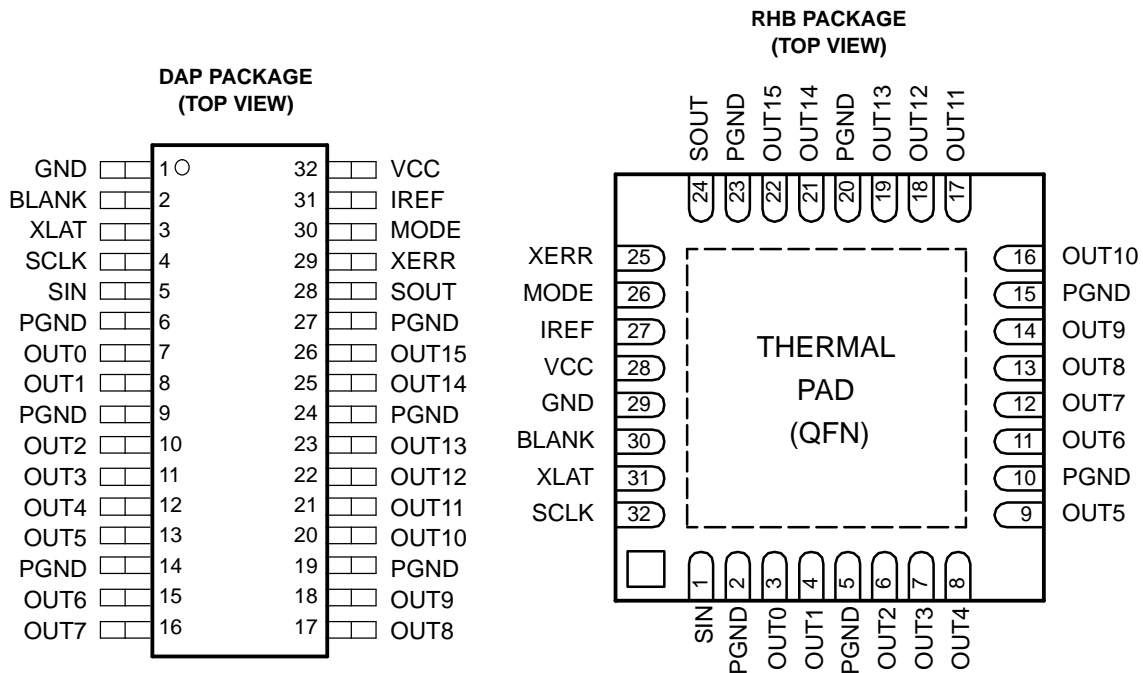 DAP PACKAGE
(TOP VIEW)
GND 1 32 VCC
BLANK 2 31 IREF
XLAT 3 30 MODE
SCLK 4 29 XERR
SIN 5 28 SOUT
PGND 6 27 PGND
OUT0 7 26 OUT15
OUT1 8 25 OUT14
PGND 9 24 PGND
OUT2 10 23 OUT13
OUT3 11 22 OUT12
OUT4 12 21 OUT11
OUT5 13 20 OUT10
PGND 14 19 PGND
OUT6 15 18 OUT9
OUT7 16 17 OUT8
RHB PACKAGE
(TOP VIEW)
SOUT PGND OUT15 OUT14 PGND OUT13 OUT12 OUT11
24 23 22 21 20 19 18 17
XERR 25 16 OUT10
MODE 26 15 PGND
IREF 27 14 OUT9
VCC 28 13 OUT8
GND 29 12 OUT7
BLANK 30 11 OUT6
XLAT 31 10 PGND
SCLK 32 9 OUT5
THERMAL
PAD
(QFN)
1 2 3 4 5 6 7 8
SIN PGND OUT0 OUT1 PGND OUT2 OUT3 OUT4